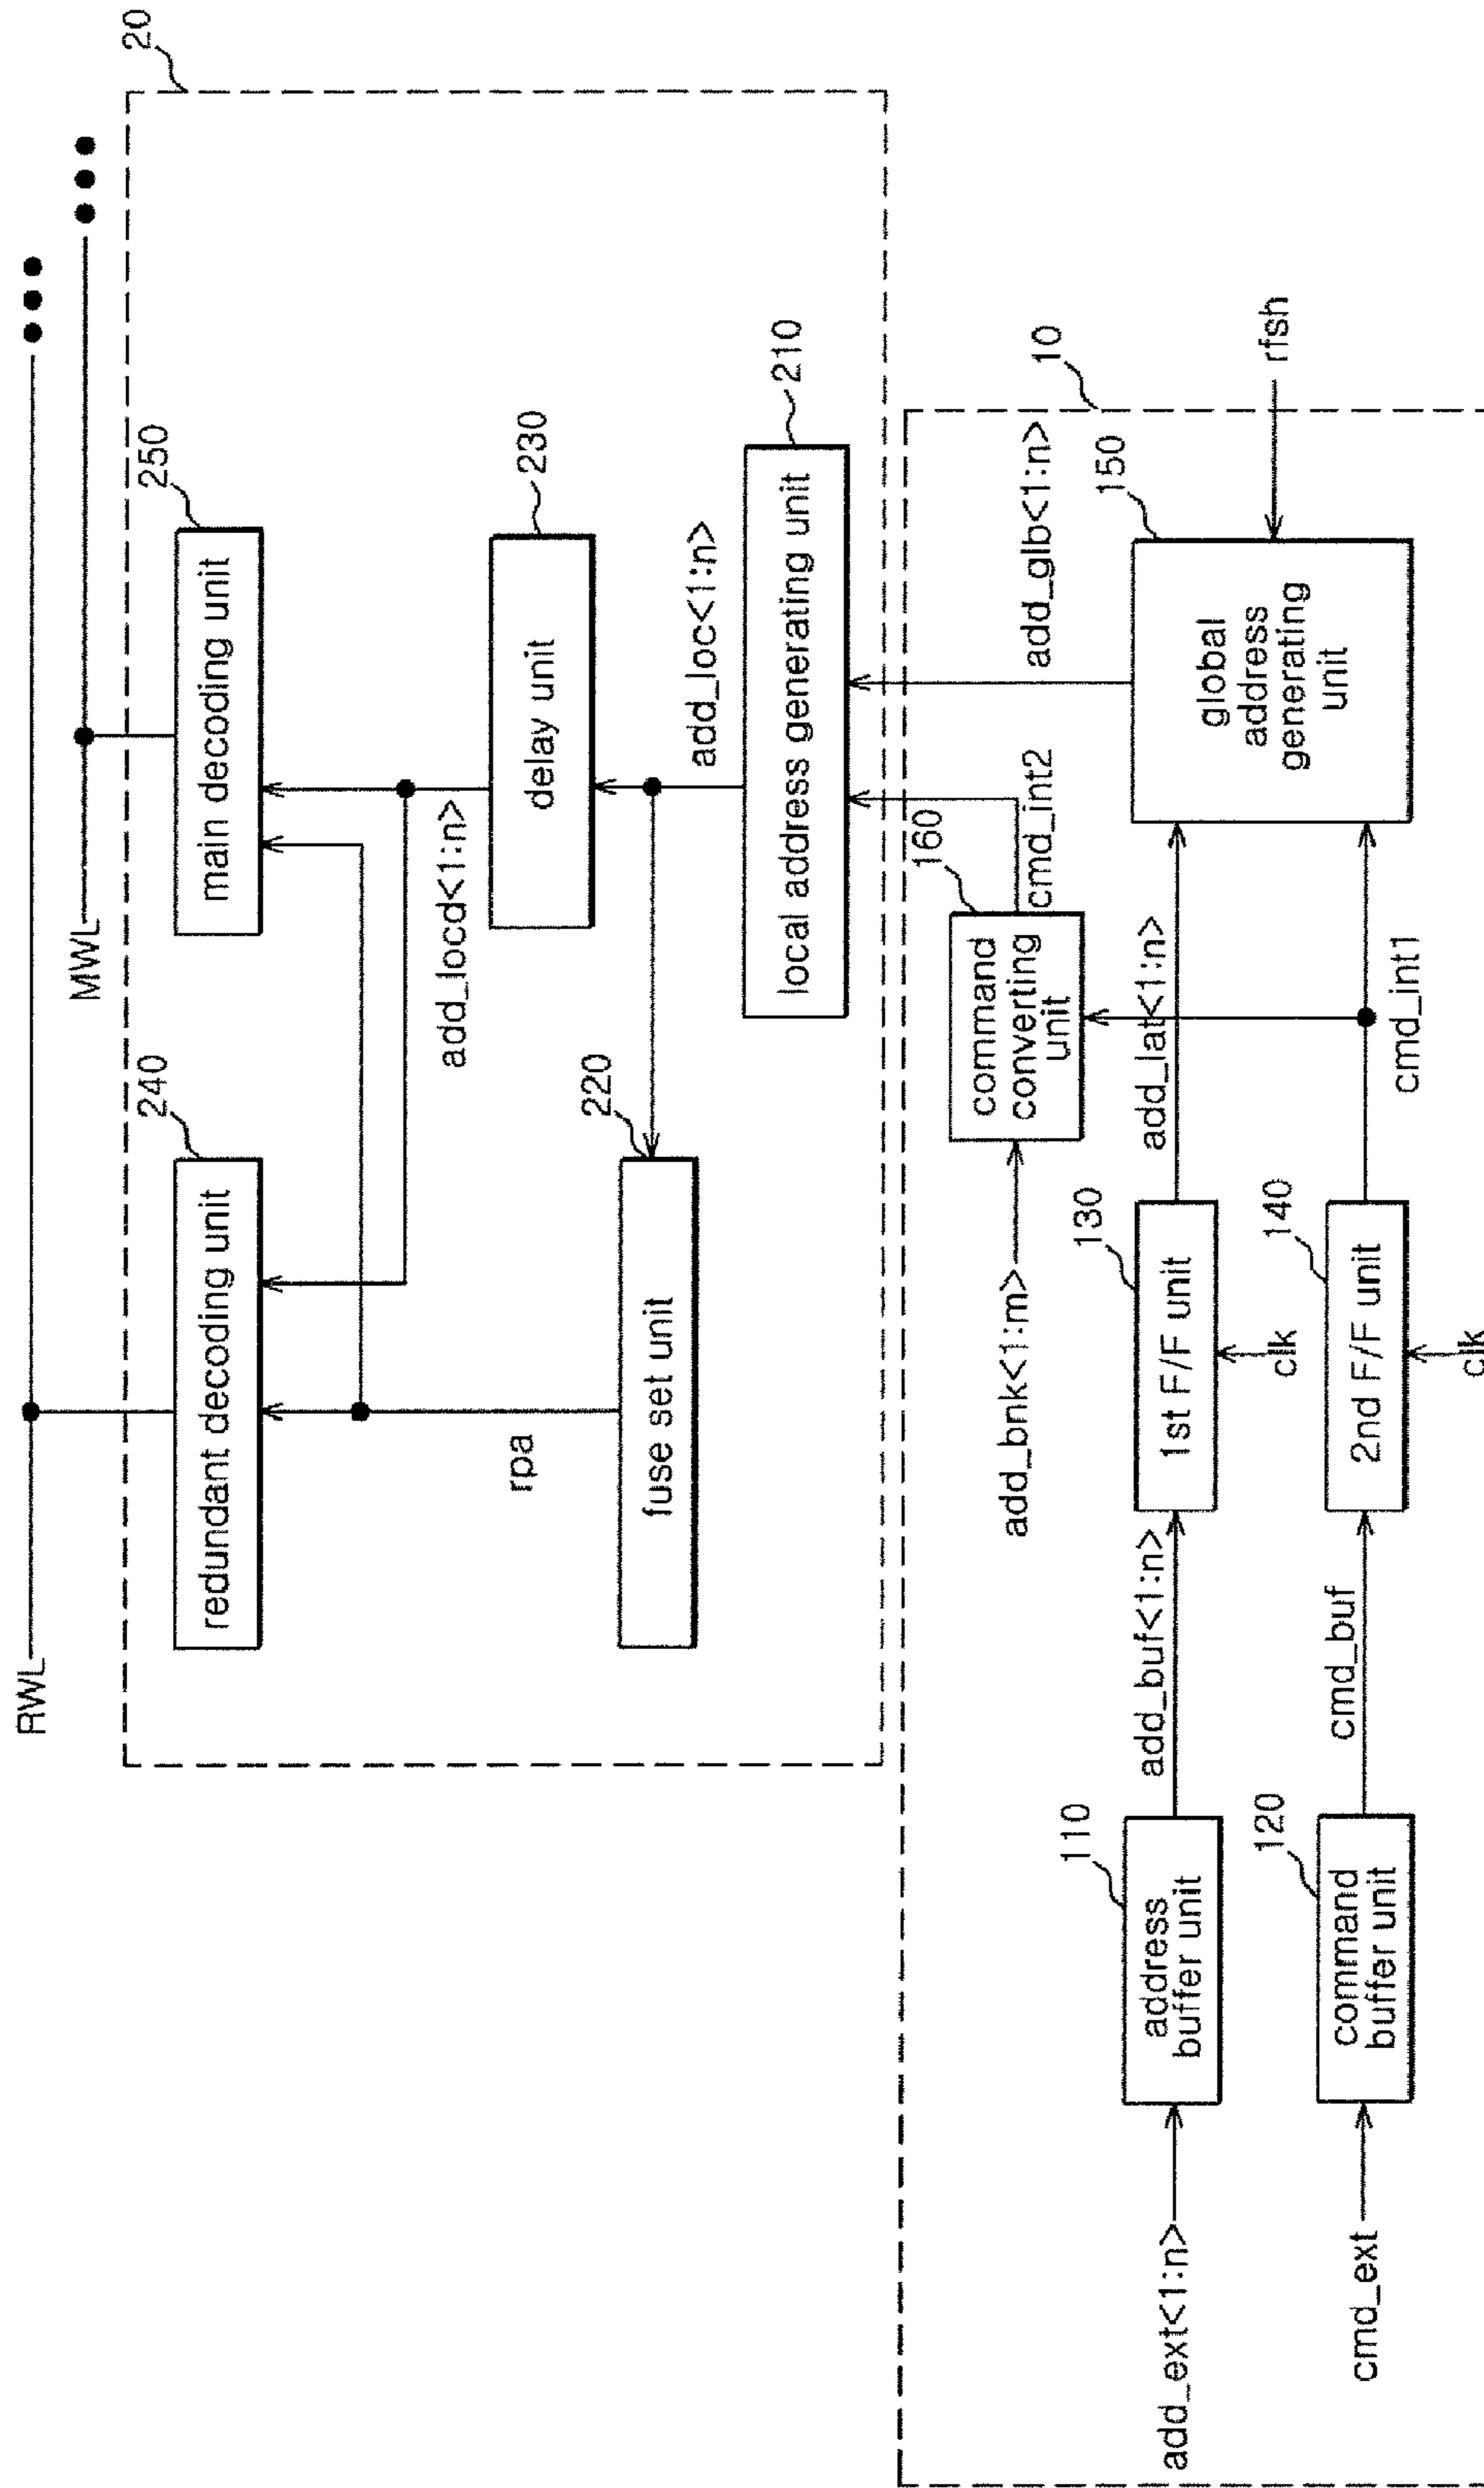 RWL
MWL
20
240
redundant decoding unit
250
main decoding unit
add_locd<1:n>
rpa
230
delay unit
220
fuse set unit
add_loc<1:n>
210
local address generating unit
10
add_bnk<1:m>
160
command
converting
unit
cmd_int2
add_glb<1:n>
110
address
buffer unit
add_ext<1:n>
add_buf<1:n>
130
1st F/F unit
clk
add_lat<1:n>
150
global
address
generating
unit
rfsh
120
command
buffer unit
cmd_ext
cmd_buf
140
2nd F/F unit
clk
cmd_int1